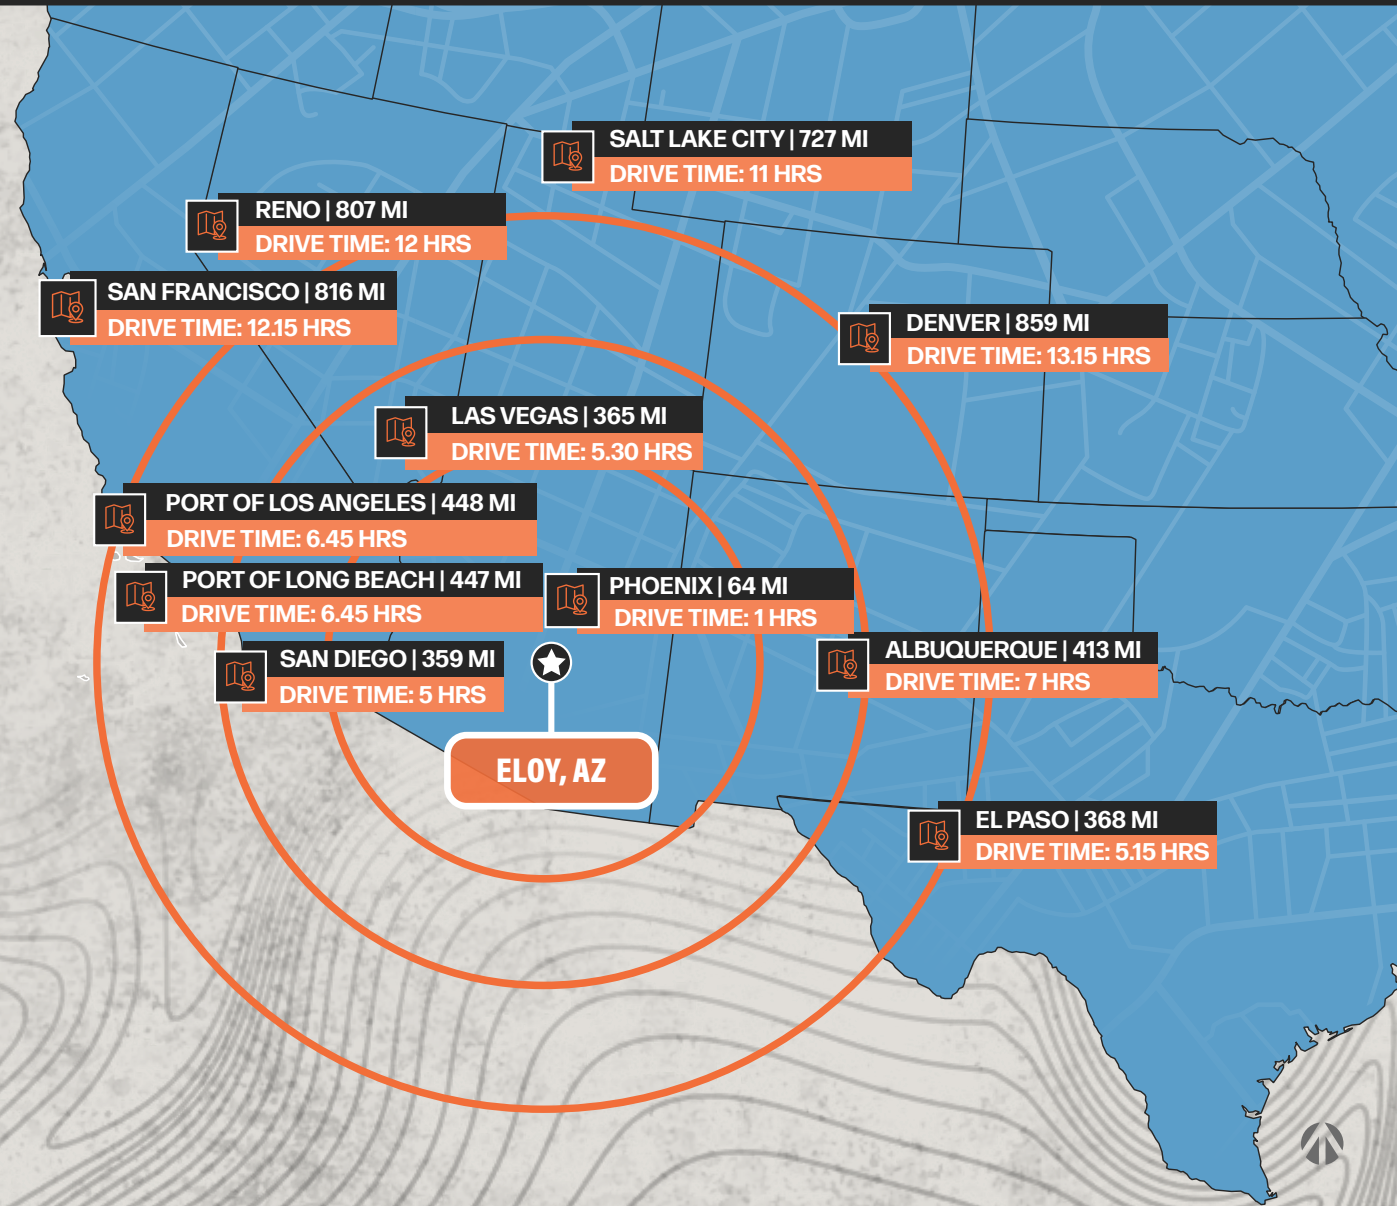 SALT LAKE CITY | 727 MI
DRIVE TIME: 11 HRS
RENO | 807 MI
DRIVE TIME: 12 HRS
SAN FRANCISCO | 816 MI
DRIVE TIME: 12.15 HRS
DENVER | 859 MI
DRIVE TIME: 13.15 HRS
LAS VEGAS | 365 MI
DRIVE TIME: 5.30 HRS
PORT OF LOS ANGELES | 448 MI
DRIVE TIME: 6.45 HRS
PORT OF LONG BEACH | 447 MI
DRIVE TIME: 6.45 HRS
PHOENIX | 64 MI
DRIVE TIME: 1 HRS
SAN DIEGO | 359 MI
DRIVE TIME: 5 HRS
ALBUQUERQUE | 413 MI
DRIVE TIME: 7 HRS
ELOY, AZ
EL PASO | 368 MI
DRIVE TIME: 5.15 HRS